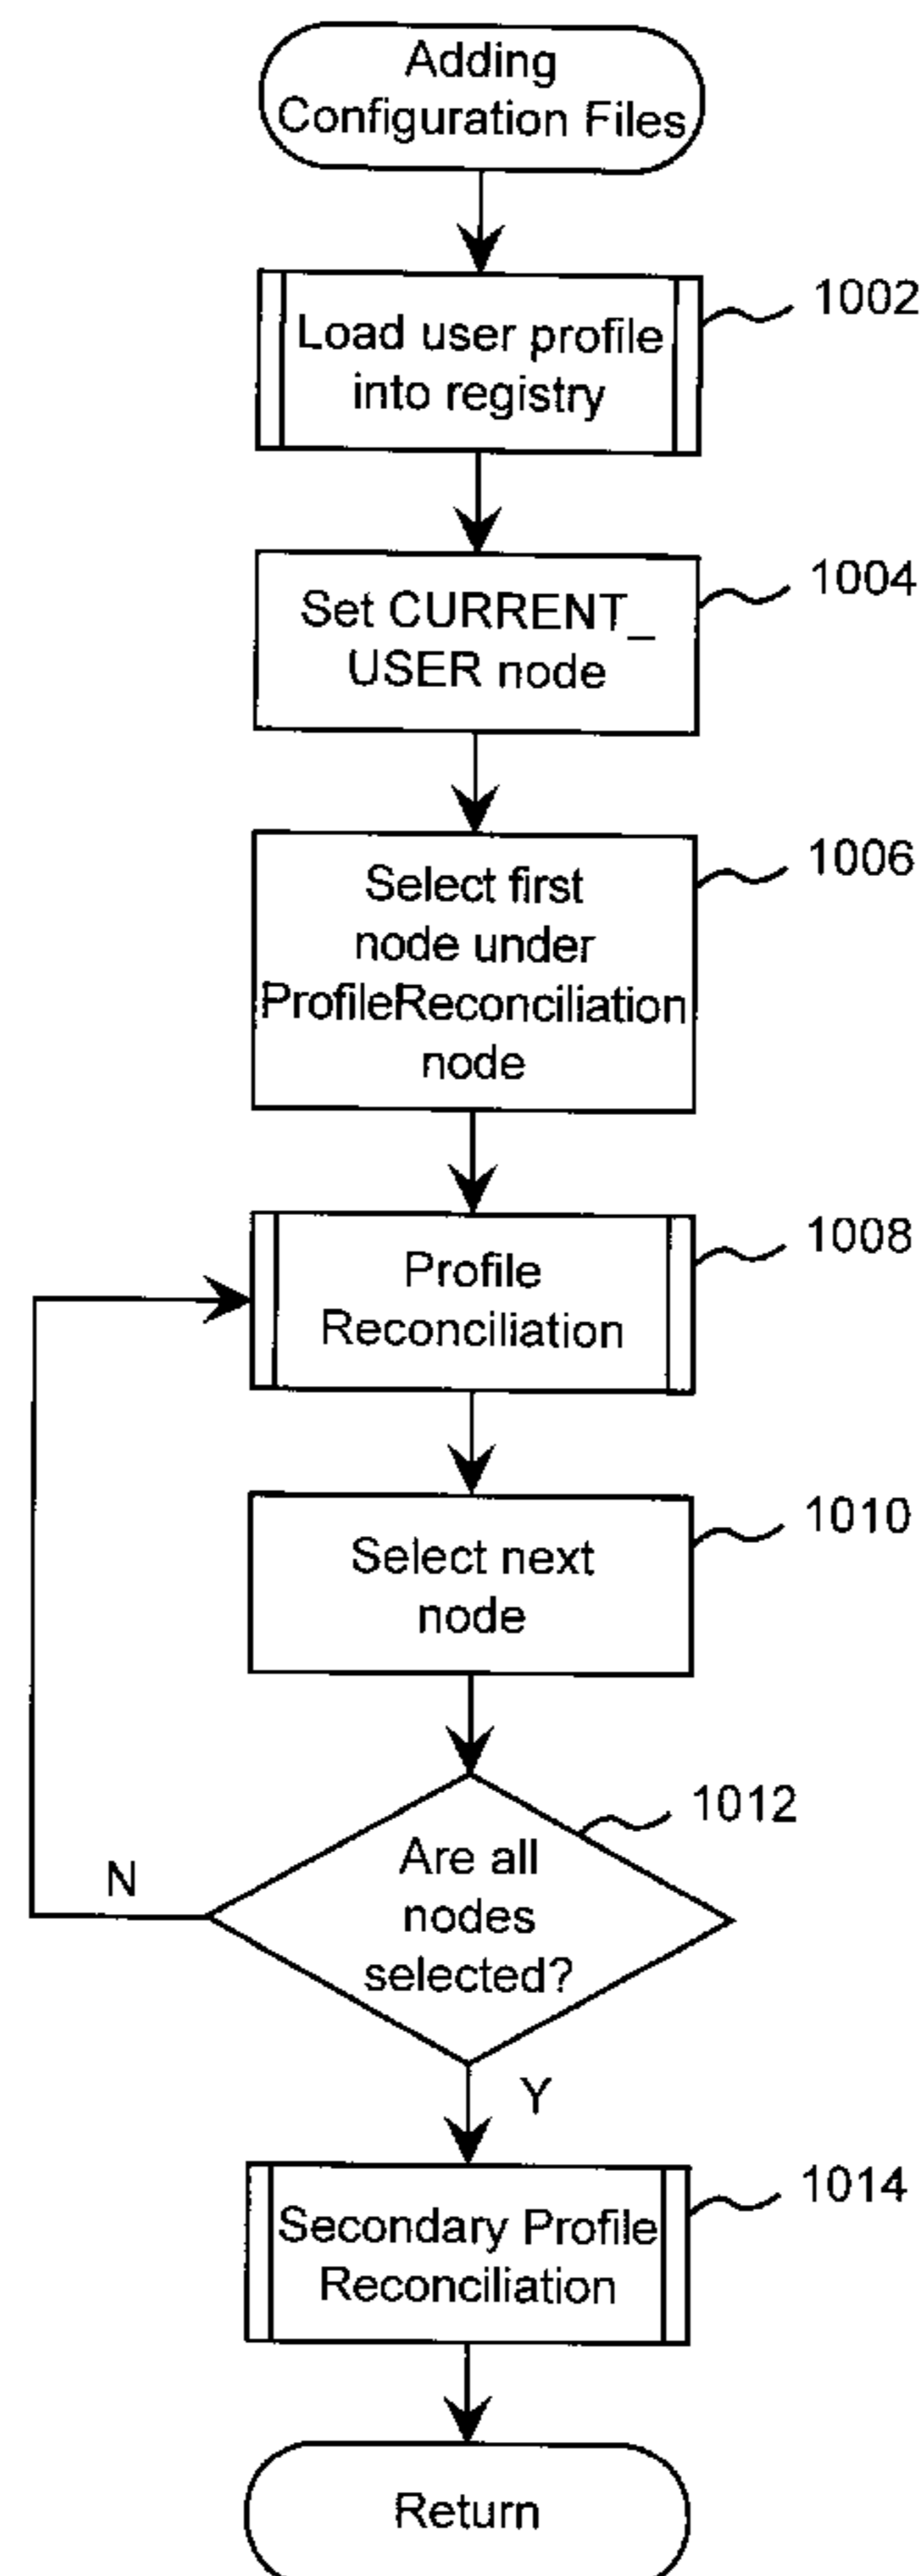 Adding
Configuration Files
Load user profile
into registry
1002
Set CURRENT_
USER node
1004
Select first
node under
ProfileReconciliation
node
1006
Profile
Reconciliation
1008
Select next
node
1010
Are all
nodes
selected?
1012
N
Y
Secondary Profile
Reconciliation
1014
Return